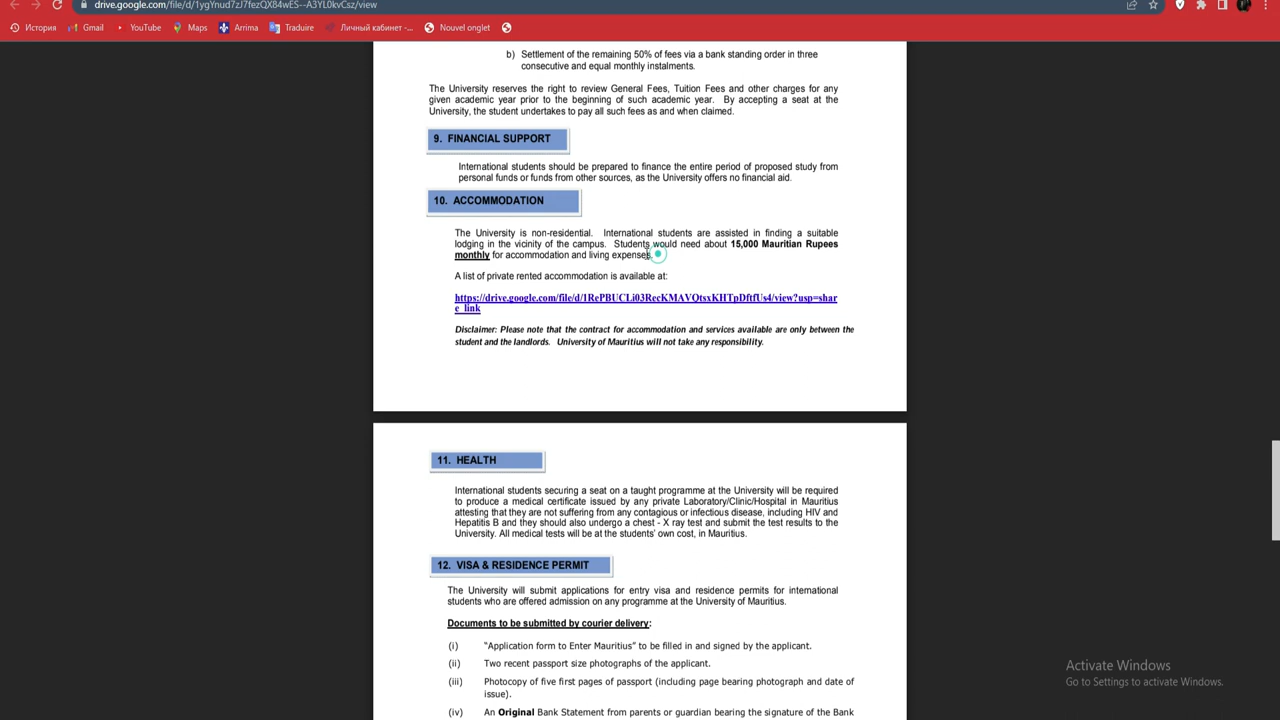 drive.google.com/file/d/1ygYnud7zJ7fezQX84wES--A3YL0kvCsz/view
История Gmail YouTube Maps Arrima Traduire Личный кабинет -... Nouvel onglet
b) Settlement of the remaining 50% of fees via a bank standing order in three
consecutive and equal monthly instalments.
The University reserves the right to review General Fees, Tuition Fees and other charges for any
given academic year prior to the beginning of such academic year. By accepting a seat at the
University, the student undertakes to pay all such fees as and when claimed.
9. FINANCIAL SUPPORT
International students should be prepared to finance the entire period of proposed study from
personal funds or funds from other sources, as the University offers no financial aid.
10. ACCOMMODATION
The University is non-residential. International students are assisted in finding a suitable
lodging in the vicinity of the campus. Students would need about 15,000 Mauritian Rupees
monthly for accommodation and living expenses.
A list of private rented accommodation is available at:
https://drive.google.com/file/d/1RePBUCLi03RecKMAVQtsxKHTpDftfUs4/view?usp=shar
e_link
Disclaimer: Please note that the contract for accommodation and services available are only between the
student and the landlords. University of Mauritius will not take any responsibility.
11. HEALTH
International students securing a seat on a taught programme at the University will be required
to produce a medical certificate issued by any private Laboratory/Clinic/Hospital in Mauritius
attesting that they are not suffering from any contagious or infectious disease, including HIV and
Hepatitis B and they should also undergo a chest - X ray test and submit the test results to the
University. All medical tests will be at the students' own cost, in Mauritius.
12. VISA & RESIDENCE PERMIT
The University will submit applications for entry visa and residence permits for international
students who are offered admission on any programme at the University of Mauritius.
Documents to be submitted by courier delivery:
(i) "Application form to Enter Mauritius" to be filled in and signed by the applicant.
(ii) Two recent passport size photographs of the applicant.
(iii) Photocopy of five first pages of passport (including page bearing photograph and date of
issue).
(iv) An Original Bank Statement from parents or guardian bearing the signature of the Bank
Activate Windows
Go to Settings to activate Windows.